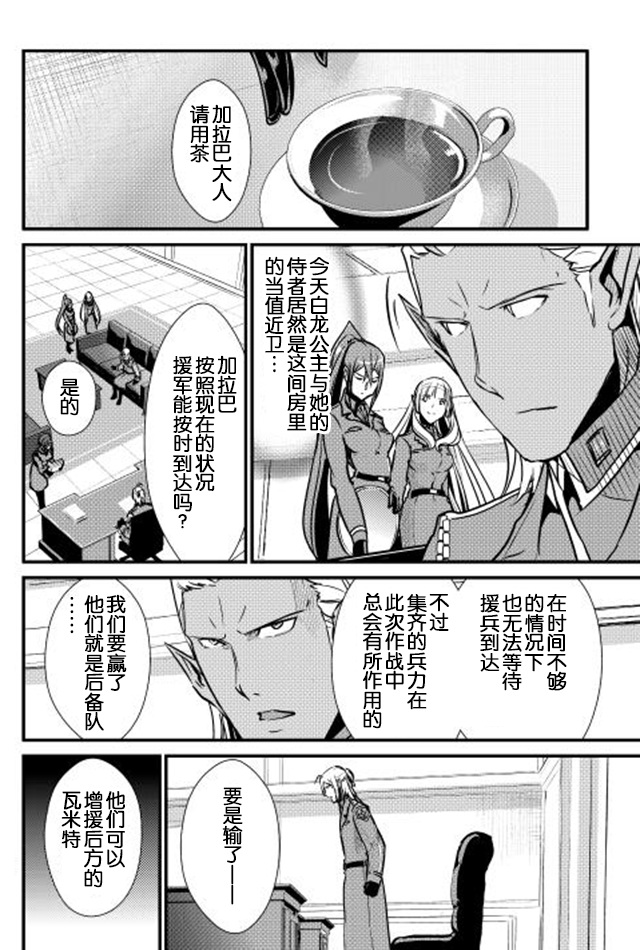 加拉巴大人
请用茶
今天白龙公主与她的
侍者居然是这间房里
的当值近卫…
加拉巴
按照现在的状况
援军能按时到达吗？
是的
在时间不够
的情况下
也无法等待
援兵到达
不过
集齐的兵力在
此次作战中
总会有所作用的
我们要赢了
他们就是后备队
……
要是输了——
他们可以
增援后方的
瓦米特